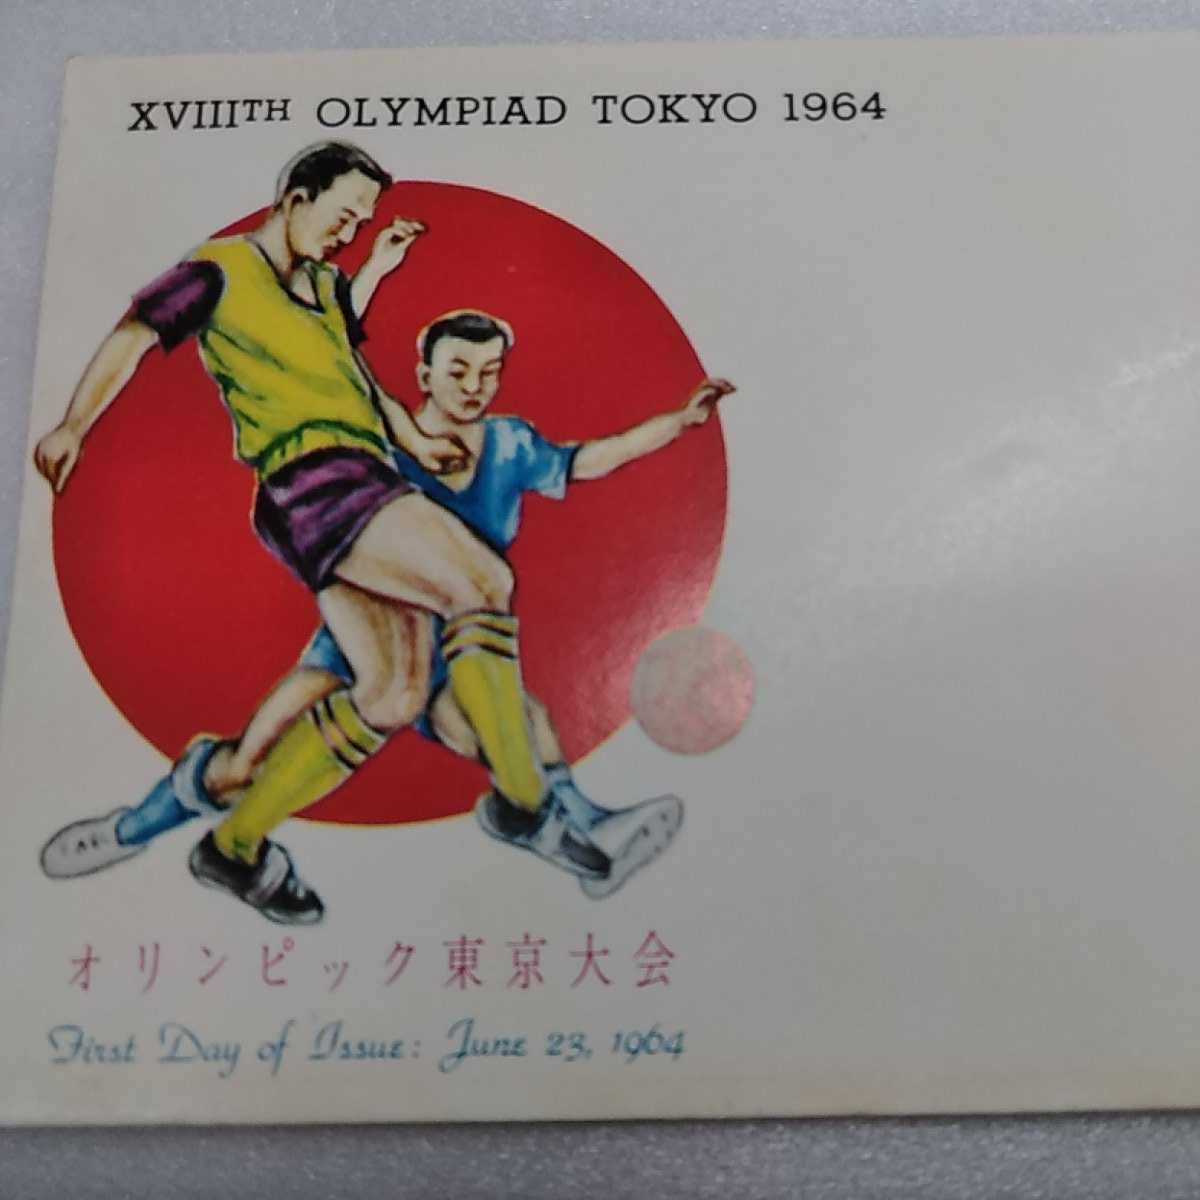 XVIIITH OLYMPIAD TOKYO 1964
オリンピック東京大会
First Day of Issue: June 23, 1964